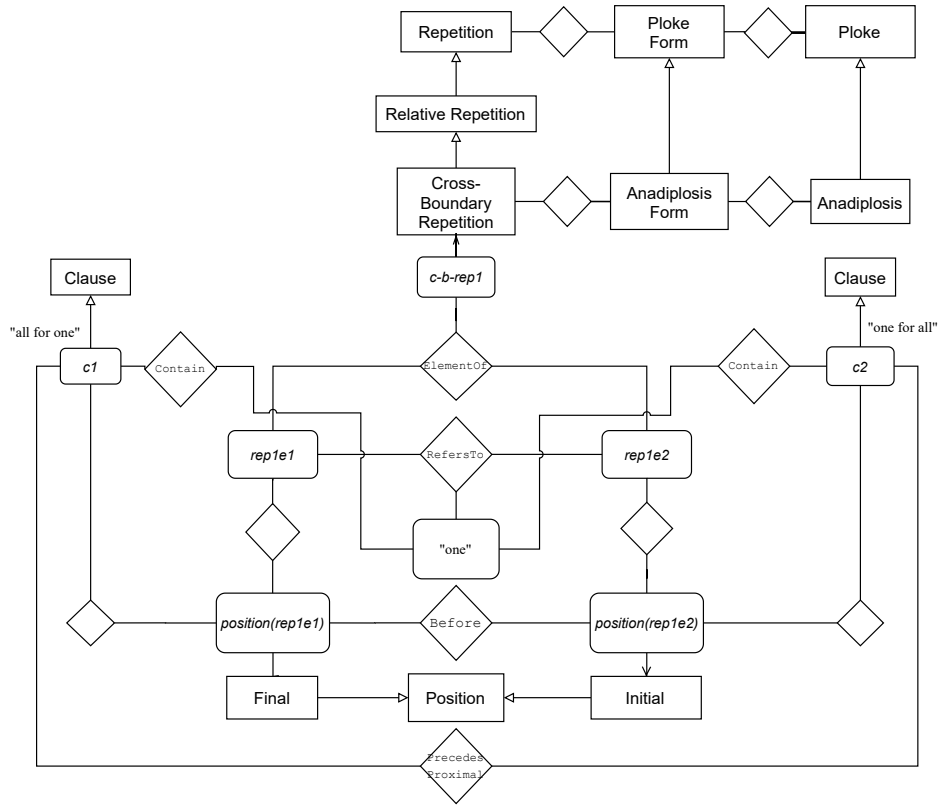 Repetition
Ploke
Form
Ploke
Relative Repetition
Cross-
Boundary
Repetition
Anadiplosis
Form
Anadiplosis
Clause
c-b-rep1
Clause
"all for one"
"one for all"
c1
Contain
ElementOf
Contain
c2
rep1e1
RefersTo
rep1e2
"one"
position(rep1e1)
Before
position(rep1e2)
Final
Position
Initial
Precedes
Proximal